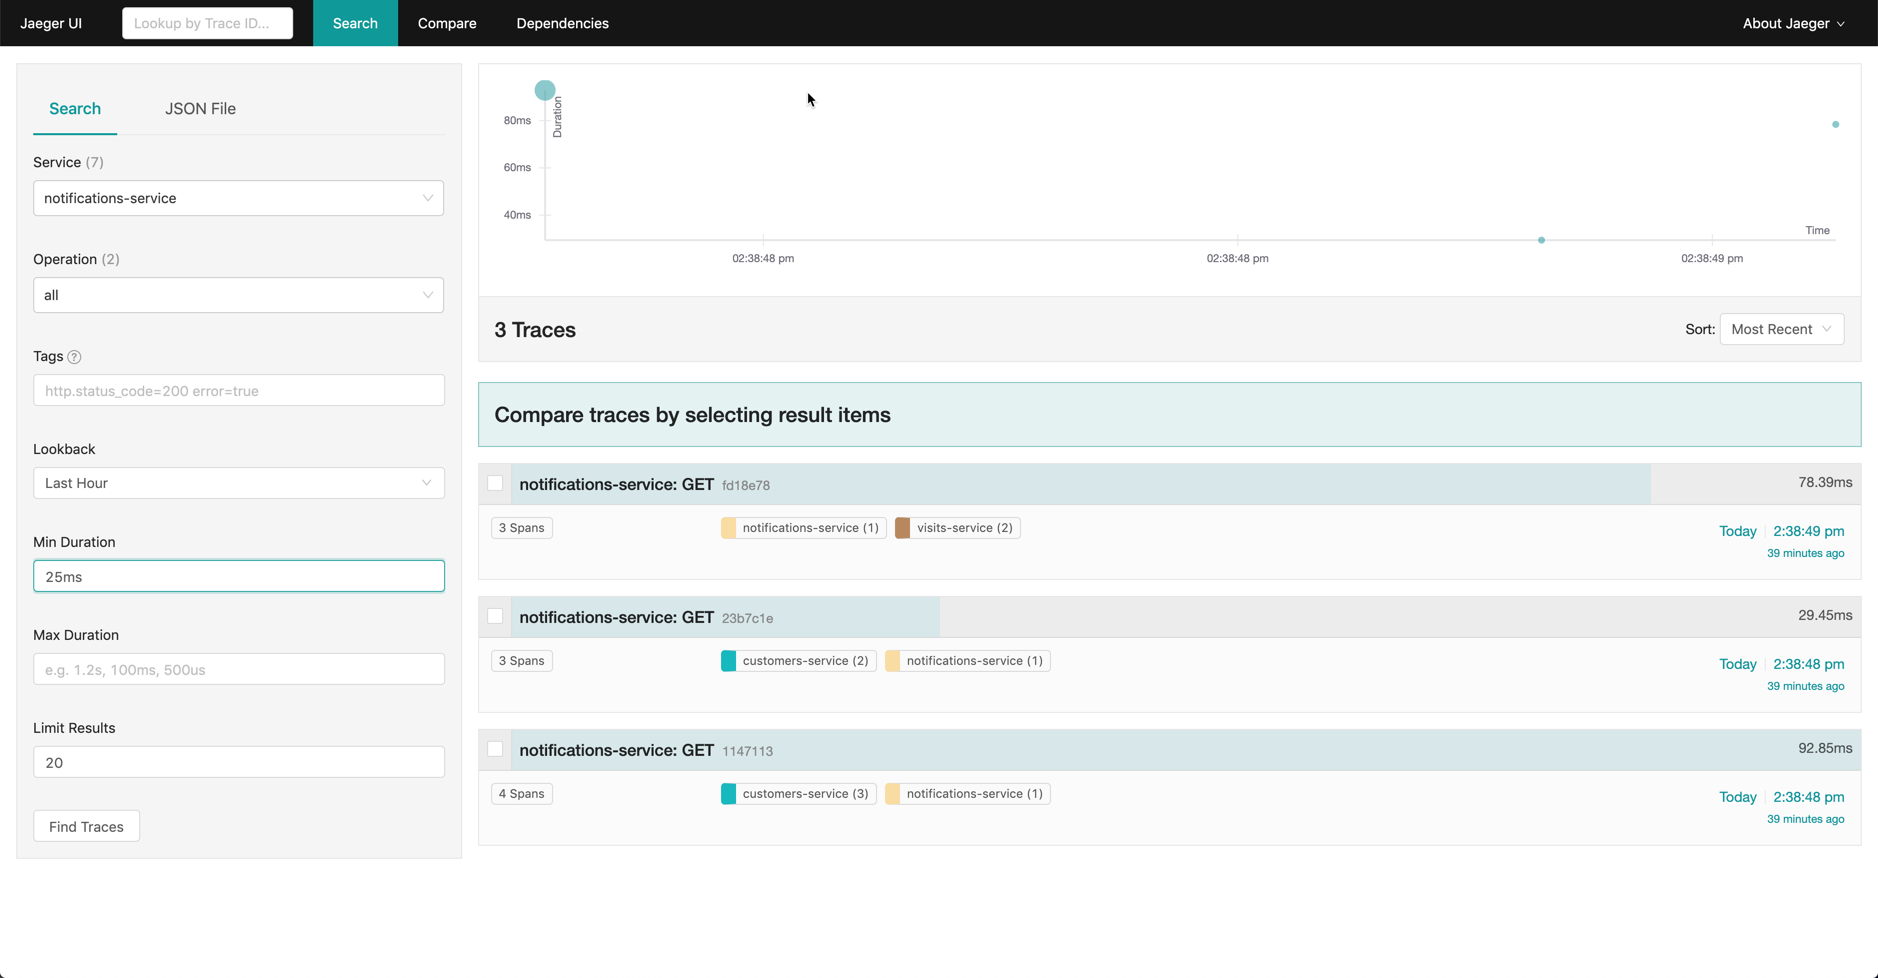 Jaeger UI
Lookup by Trace ID...
Search
Compare
Dependencies
About Jaeger
Search
JSON File
Service (7)
notifications-service
Operation (2)
all
Tags ?
http.status_code=200 error=true
Lookback
Last Hour
Min Duration
25ms
Max Duration
e.g. 1.2s, 100ms, 500us
Limit Results
20
Find Traces
Duration
80ms
60ms
40ms
Time
02:38:48 pm
02:38:48 pm
02:38:49 pm
3 Traces
Sort: Most Recent
Compare traces by selecting result items
notifications-service: GET fd18e78
78.39ms
3 Spans
notifications-service (1)
visits-service (2)
Today 2:38:49 pm
39 minutes ago
notifications-service: GET 23b7c1e
29.45ms
3 Spans
customers-service (2)
notifications-service (1)
Today 2:38:48 pm
39 minutes ago
notifications-service: GET 1147113
92.85ms
4 Spans
customers-service (3)
notifications-service (1)
Today 2:38:48 pm
39 minutes ago